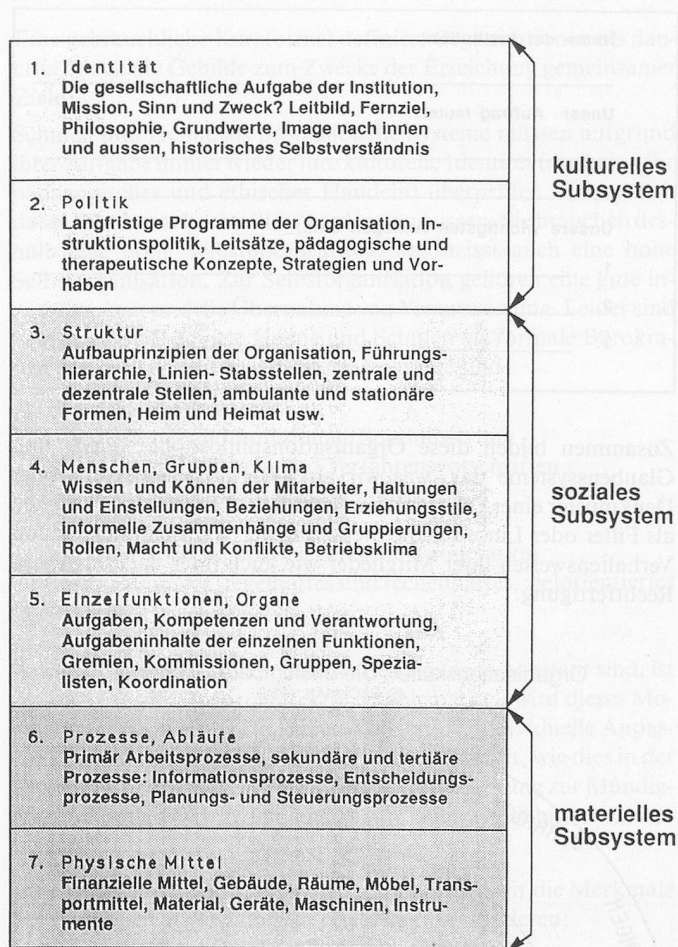 1. Identität
Die gesellschaftliche Aufgabe der Institution,
Mission, Sinn und Zweck? Leitbild, Fernziel,
Philosophie, Grundwerte, Image nach innen
und aussen, historisches Selbstverständnis
kulturelles
Subsystem
2. Politik
Langfristige Programme der Organisation, In-
struktionspolitik, Leitsätze, pädagogische und
therapeutische Konzepte, Strategien und Vor-
haben
3. Struktur
Aufbauprinzipien der Organisation, Führungs-
hierarchie, Linien- Stabsstellen, zentrale und
dezentrale Stellen, ambulante und stationäre
Formen, Heim und Heimat usw.
4. Menschen, Gruppen, Klima
Wissen und Können der Mitarbeiter, Haltungen
und Einstellungen, Beziehungen, Erziehungsstile,
informelle Zusammenhänge und Gruppierungen,
Rollen, Macht und Konflikte, Betriebsklima
soziales
Subsystem
5. Einzelfunktionen, Organe
Aufgaben, Kompetenzen und Verantwortung,
Aufgabeninhalte der einzelnen Funktionen,
Gremien, Kommissionen, Gruppen, Spezia-
listen, Koordination
6. Prozesse, Abläufe
Primär Arbeitsprozesse, sekundäre und tertiäre
Prozesse: Informationsprozesse, Entscheidungs-
prozesse, Planungs- und Steuerungsprozesse
materielles
Subsystem
7. Physische Mittel
Finanzielle Mittel, Gebäude, Räume, Möbel, Trans-
portmittel, Material, Geräte, Maschinen, Instru-
mente